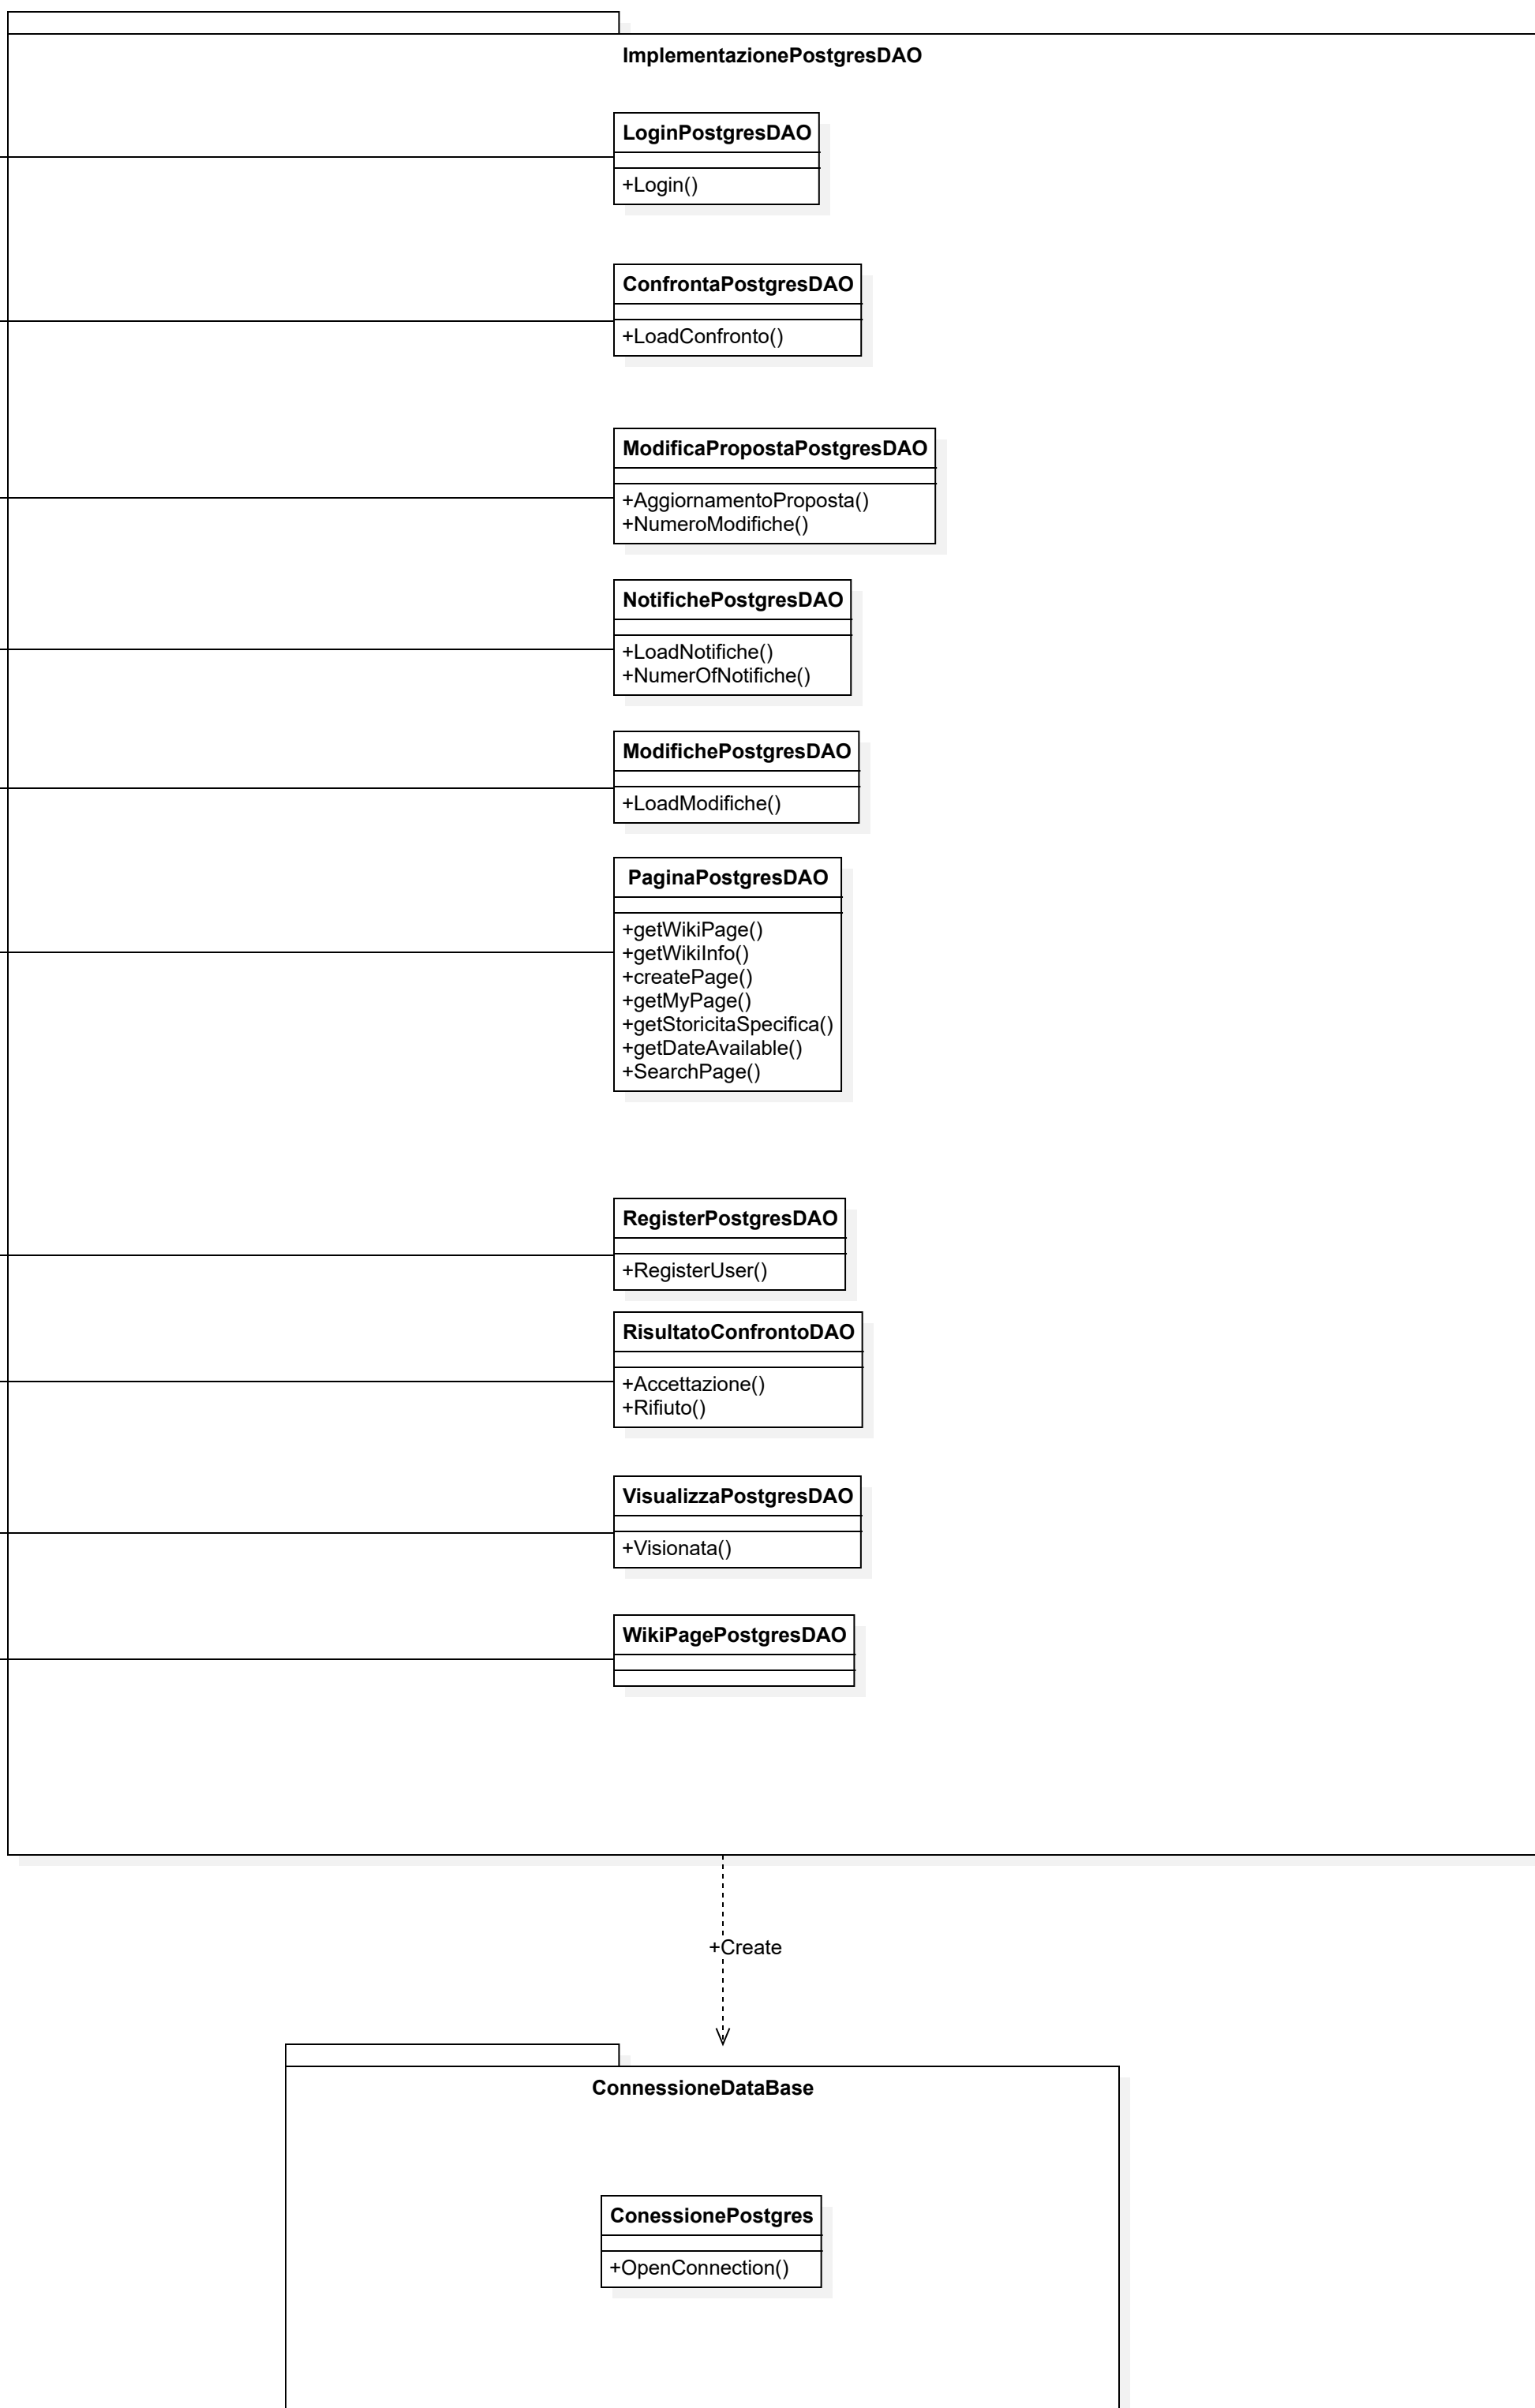 ImplementazionePostgresDAO
LoginPostgresDAO
+Login()
ConfrontaPostgresDAO
+LoadConfronto()
ModificaPropostaPostgresDAO
+AggiornamentoProposta()
+NumeroModifiche()
NotifichePostgresDAO
+LoadNotifiche()
+NumerOfNotifiche()
ModifichePostgresDAO
+LoadModifiche()
PaginaPostgresDAO
+getWikiPage()
+getWikiInfo()
+createPage()
+getMyPage()
+getStoricitaSpecifica()
+getDateAvailable()
+SearchPage()
RegisterPostgresDAO
+RegisterUser()
RisultatoConfrontoDAO
+Accettazione()
+Rifiuto()
VisualizzaPostgresDAO
+Visionata()
WikiPagePostgresDAO
+Create
ConnessioneDataBase
ConessionePostgres
+OpenConnection()